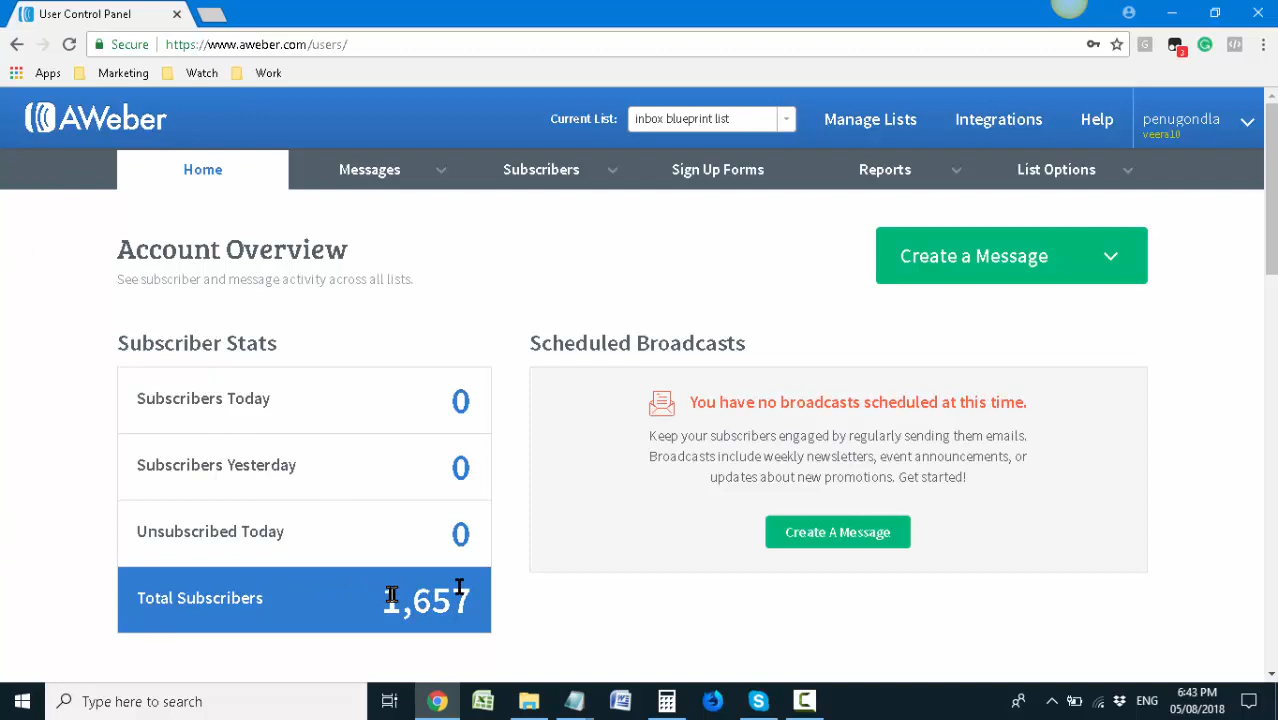 User Control Panel
Secure https://www.aweber.com/users/
G 3
Apps Marketing Watch Work
AWeber Current List: inbox blueprint list Manage Lists Integrations Help penugondla
veera10
Home Messages Subscribers Sign Up Forms Reports List Options
Account Overview
Create a Message
See subscriber and message activity across all lists.
Subscriber Stats
Scheduled Broadcasts
Subscribers Today 0
You have no broadcasts scheduled at this time.
Keep your subscribers engaged by regularly sending them emails.
Broadcasts include weekly newsletters, event announcements, or
updates about new promotions. Get started!
Subscribers Yesterday 0
Unsubscribed Today 0
Create A Message
Total Subscribers 1,657
Type here to search
ENG
6:43 PM
05/08/2018